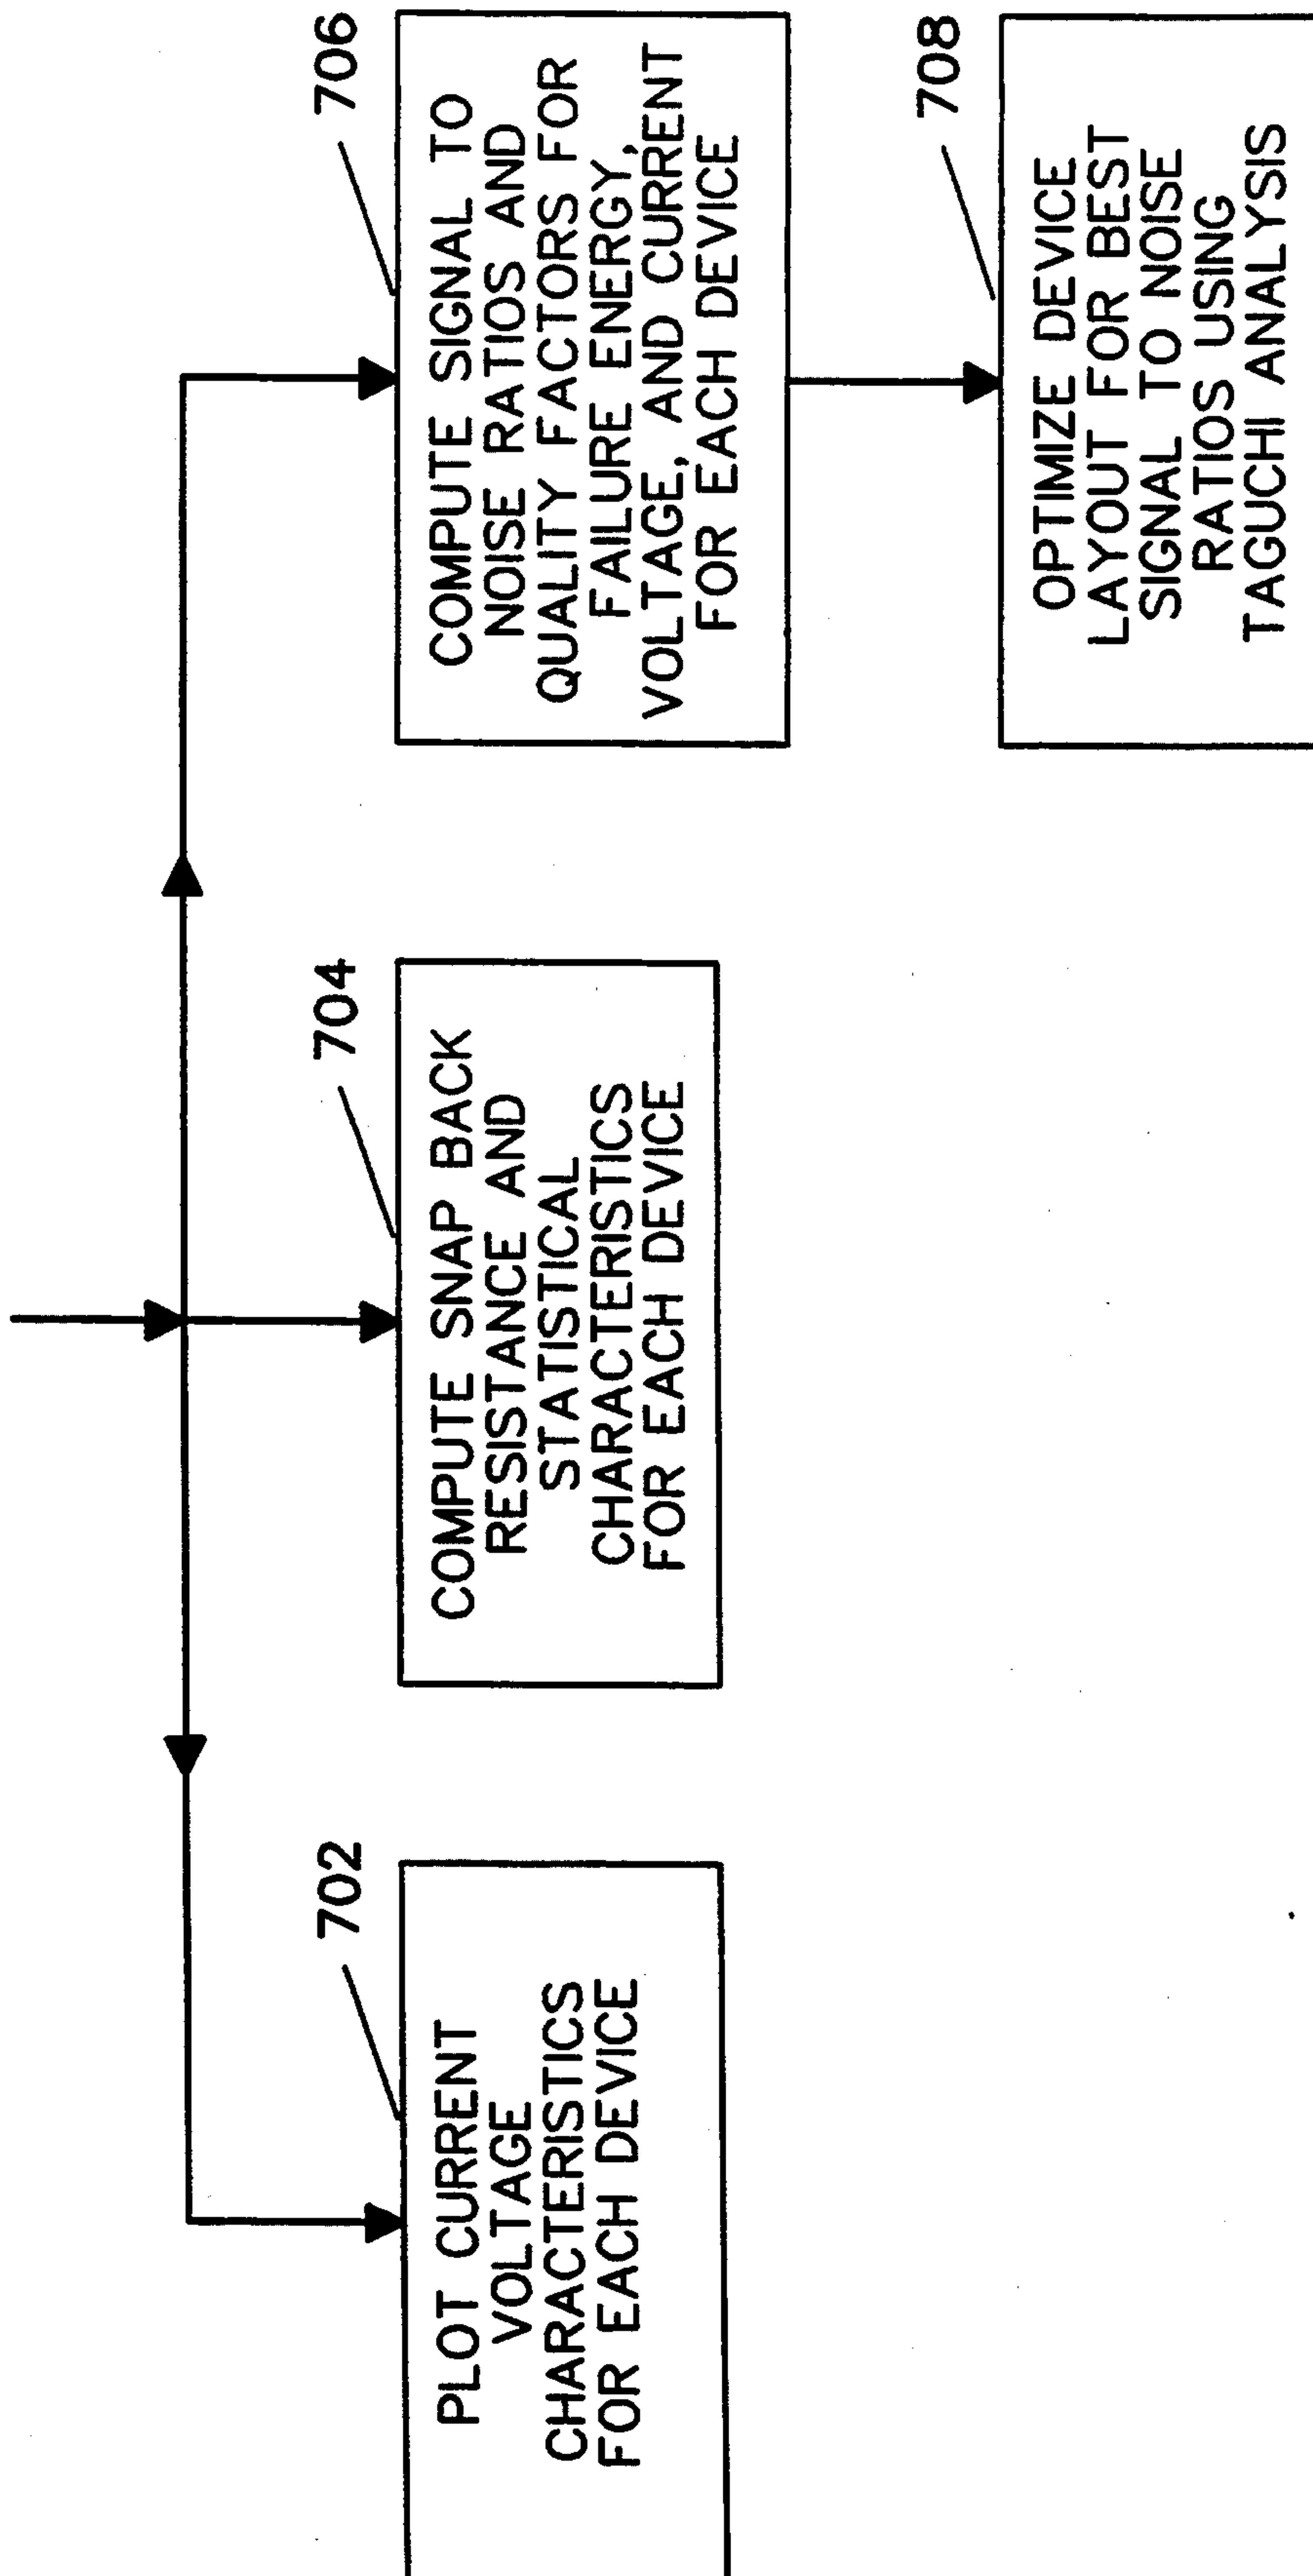 702
PLOT CURRENT
VOLTAGE
CHARACTERISTICS
FOR EACH DEVICE
704
COMPUTE SNAP BACK
RESISTANCE AND
STATISTICAL
CHARACTERISTICS
FOR EACH DEVICE
706
COMPUTE SIGNAL TO
NOISE RATIOS AND
QUALITY FACTORS FOR
FAILURE ENERGY,
VOLTAGE, AND CURRENT
FOR EACH DEVICE
708
OPTIMIZE DEVICE
LAYOUT FOR BEST
SIGNAL TO NOISE
RATIOS USING
TAGUCHI ANALYSIS